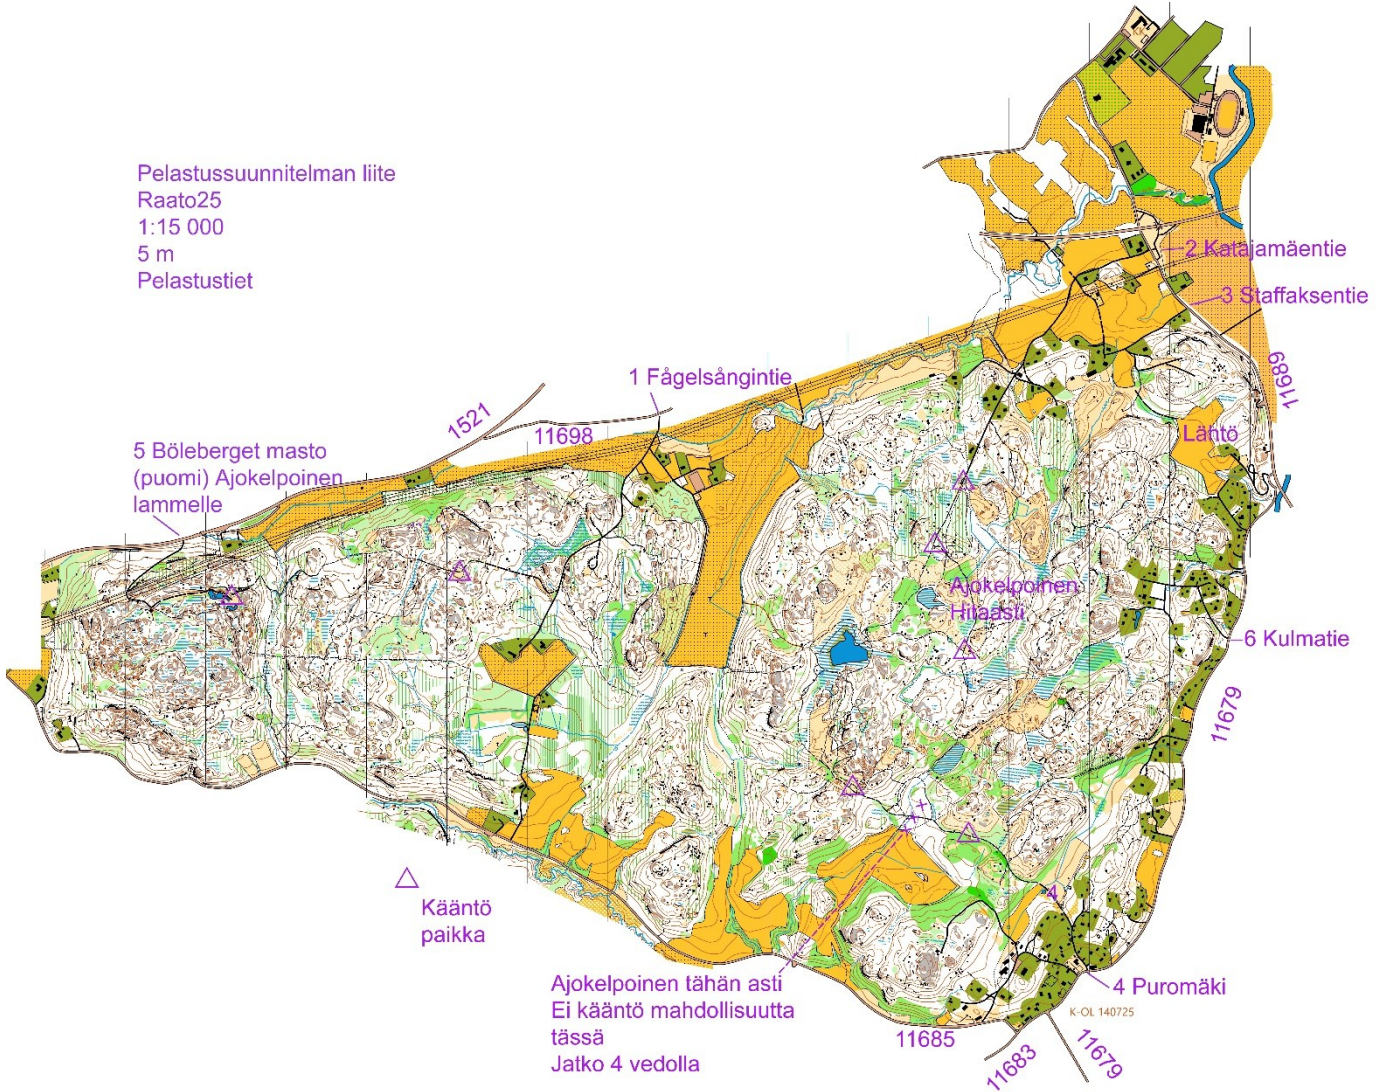 Pelastussuunnitelman liite
Raato25
1:15 000
5 m
Pelastustiet
2 Katajamäentie
3 Staffaksentie
11689
1 Fågelsångintie
1521
11698
Lähtö
5 Böleberget masto
(puomi) Ajokelpoinen
lammelle
Ajokelpoinen
Hitaasti
6 Kulmatie
11679
4
Kääntö
paikka
Ajokelpoinen tähän asti
Ei kääntö mahdollisuutta
tässä
Jatko 4 vedolla
4 Puromäki
K-OL 140725
11685
11683
11679